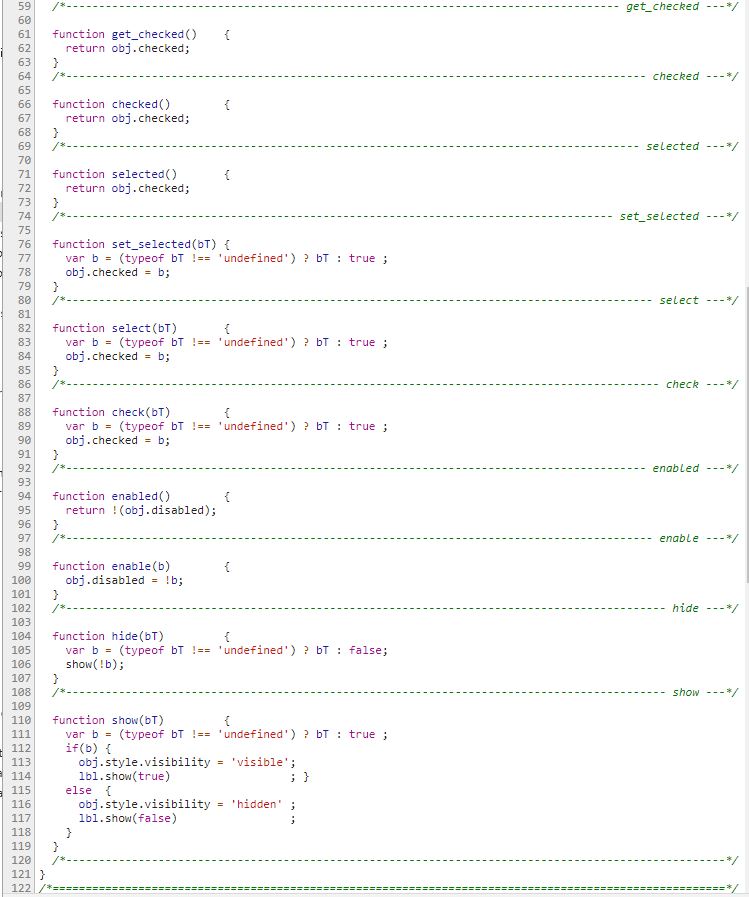 59 /*------------------------------------------------------------------------------------ get_checked ---*/
60
61 function get_checked()    {
62 return obj.checked;
63 }
64 /*---------------------------------------------------------------------------------------- checked ---*/
65
66 function checked()        {
67 return obj.checked;
68 }
69 /*--------------------------------------------------------------------------------------- selected ---*/
70
71 function selected()       {
72 return obj.checked;
73 }
74 /*----------------------------------------------------------------------------------- set_selected ---*/
75
76 function set_selected(bT) {
77 var b = (typeof bT !== 'undefined') ? bT : true ;
78 obj.checked = b;
79 }
80 /*----------------------------------------------------------------------------------------- select ---*/
81
82 function select(bT)       {
83 var b = (typeof bT !== 'undefined') ? bT : true ;
84 obj.checked = b;
85 }
86 /*------------------------------------------------------------------------------------------ check ---*/
87
88 function check(bT)        {
89 var b = (typeof bT !== 'undefined') ? bT : true ;
90 obj.checked = b;
91 }
92 /*---------------------------------------------------------------------------------------- enabled ---*/
93
94 function enabled()        {
95 return !(obj.disabled);
96 }
97 /*----------------------------------------------------------------------------------------- enable ---*/
98
99 function enable(b)        {
100 obj.disabled = !b;
101 }
102 /*------------------------------------------------------------------------------------------- hide ---*/
103
104 function hide(bT)         {
105 var b = (typeof bT !== 'undefined') ? bT : false;
106 show(!b);
107 }
108 /*------------------------------------------------------------------------------------------- show ---*/
109
110 function show(bT)         {
111 var b = (typeof bT !== 'undefined') ? bT : true ;
112 if(b) {
113 obj.style.visibility = 'visible';
114 lbl.show(true)                  ; }
115 else  {
116 obj.style.visibility = 'hidden' ;
117 lbl.show(false)                 ;
118 }
119 }
120 /*----------------------------------------------------------------------------------------------------*/
121 }
122 /*======================================================================================================*/